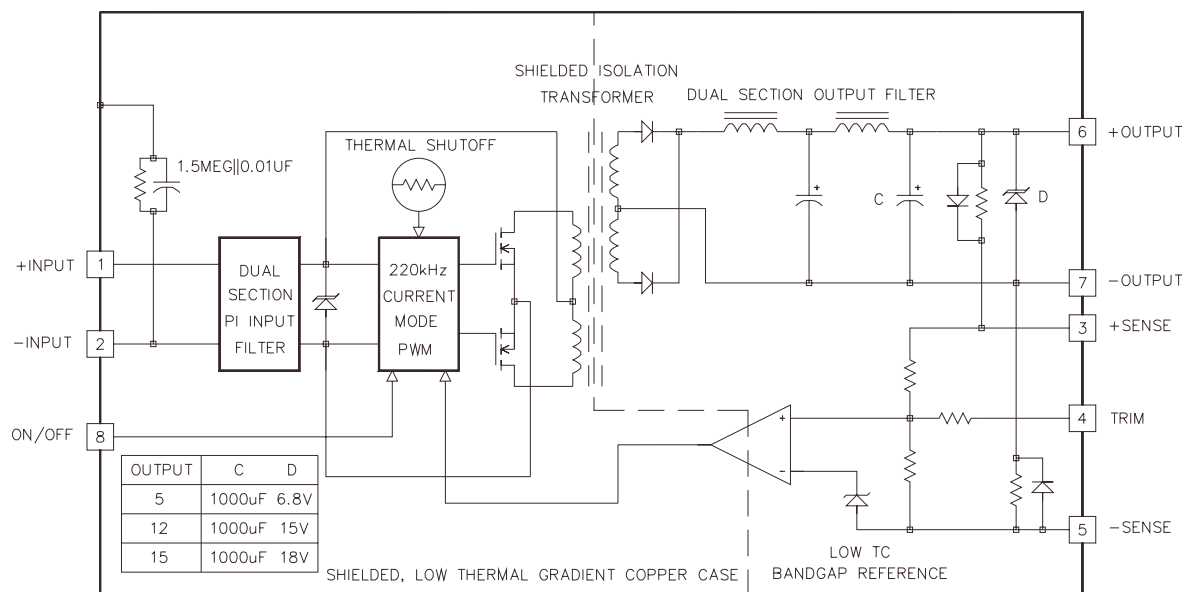 SHIELDED ISOLATION
TRANSFORMER
DUAL SECTION OUTPUT FILTER
6
+OUTPUT
THERMAL SHUTOFF
1.5MEG||0.01UF
+
+
C
D
+INPUT
1
DUAL
SECTION
PI INPUT
FILTER
220kHz
CURRENT
MODE
PWM
7
−OUTPUT
−INPUT
2
3
+SENSE
ON/OFF
8
+
−
4
TRIM
OUTPUT C D
5 1000uF 6.8V
12 1000uF 15V
15 1000uF 18V
5
−SENSE
LOW TC
BANDGAP REFERENCE
SHIELDED, LOW THERMAL GRADIENT COPPER CASE